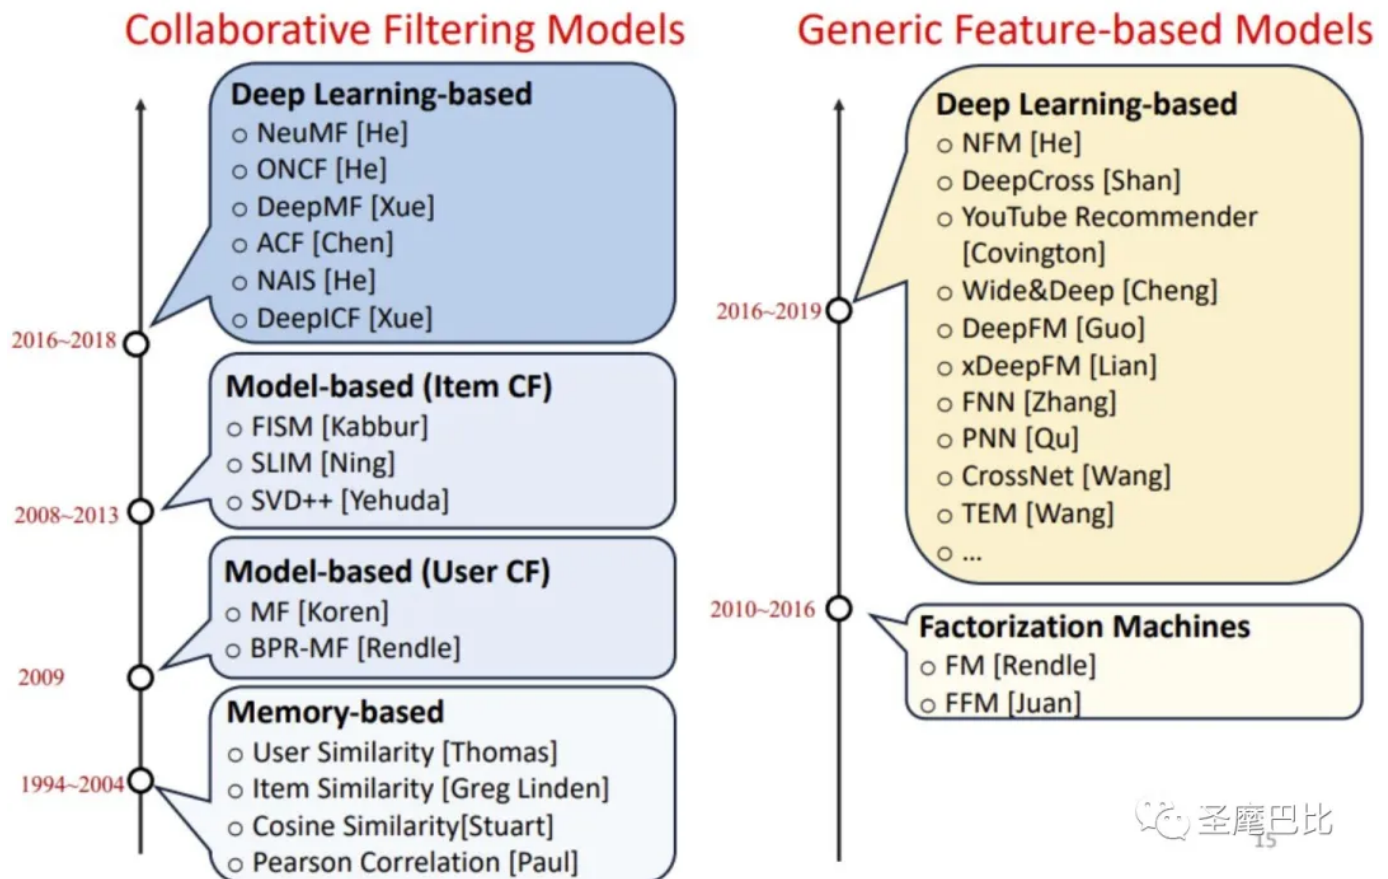 Collaborative Filtering Models
Deep Learning-based
○ NeuMF [He]
○ ONCF [He]
○ DeepMF [Xue]
○ ACF [Chen]
○ NAIS [He]
○ DeepICF [Xue]
2016~2018
Model-based (Item CF)
○ FISM [Kabbur]
○ SLIM [Ning]
○ SVD++ [Yehuda]
2008~2013
Model-based (User CF)
○ MF [Koren]
○ BPR-MF [Rendle]
2009
Memory-based
○ User Similarity [Thomas]
○ Item Similarity [Greg Linden]
○ Cosine Similarity[Stuart]
○ Pearson Correlation [Paul]
1994~2004
Generic Feature-based Models
Deep Learning-based
○ NFM [He]
○ DeepCross [Shan]
○ YouTube Recommender
[Covington]
○ Wide&Deep [Cheng]
○ DeepFM [Guo]
○ xDeepFM [Lian]
○ FNN [Zhang]
○ PNN [Qu]
○ CrossNet [Wang]
○ TEM [Wang]
○ ...
2016~2019
Factorization Machines
○ FM [Rendle]
○ FFM [Juan]
2010~2016
圣麾巴比
15